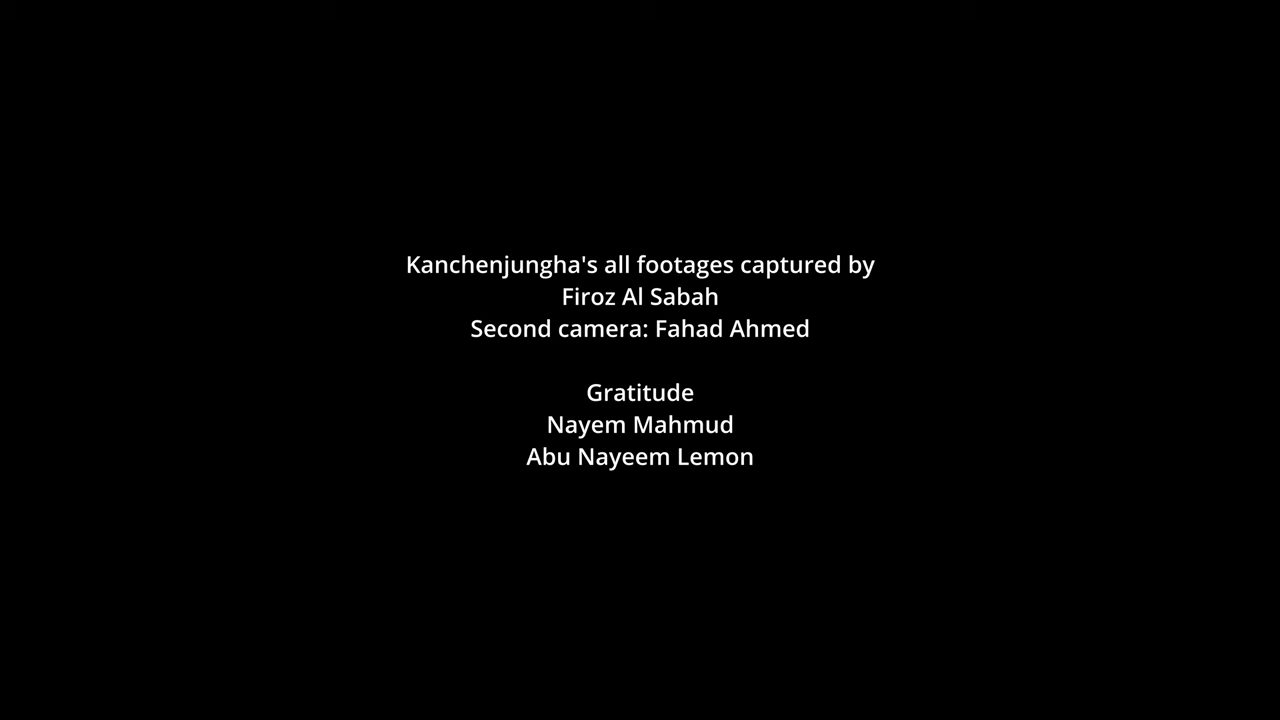 Kanchenjungha's all footages captured by
Firoz Al Sabah
Second camera: Fahad Ahmed
Gratitude
Nayem Mahmud
Abu Nayeem Lemon